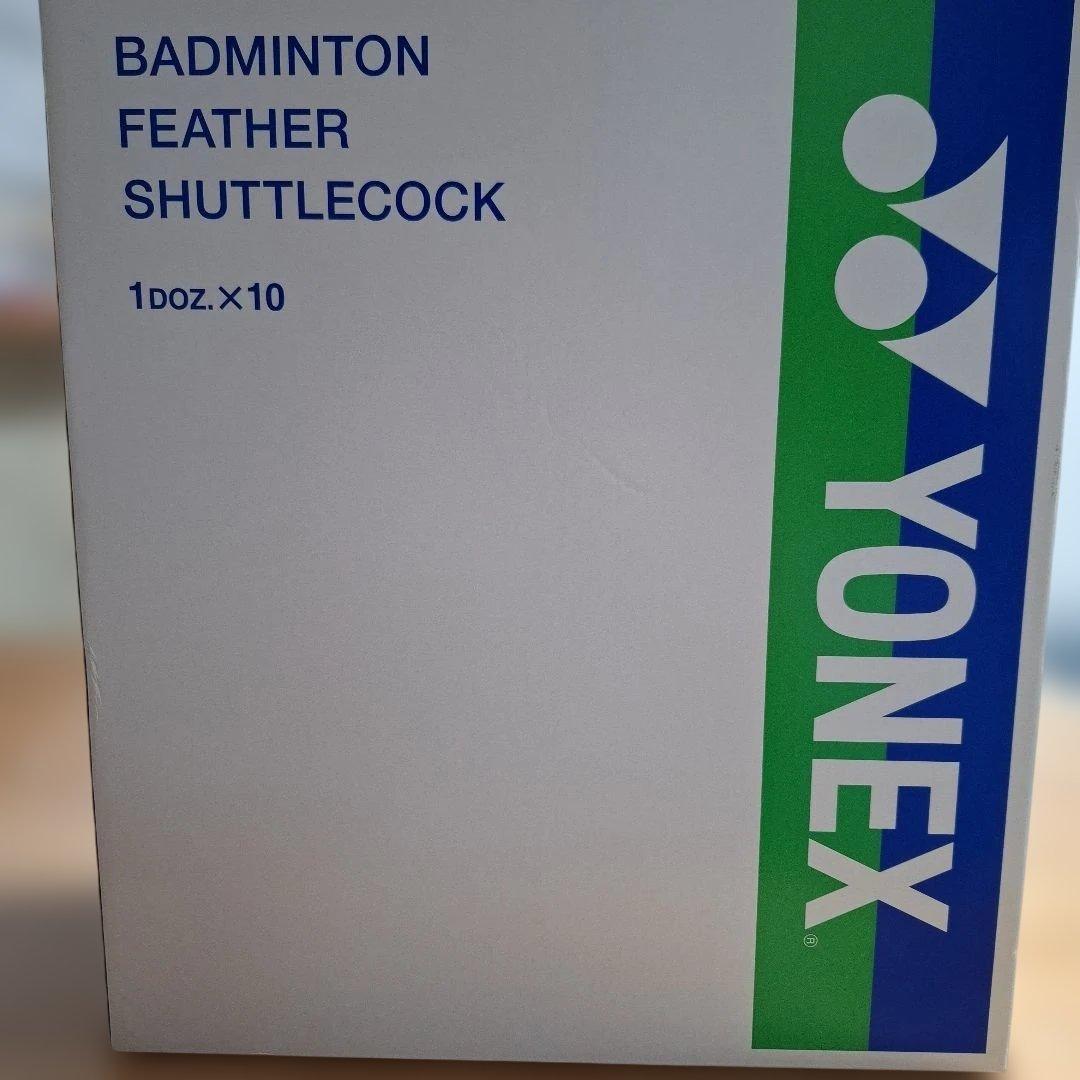 BADMINTON
FEATHER
SHUTTLECOCK
1DOZ.×10
YONEX®